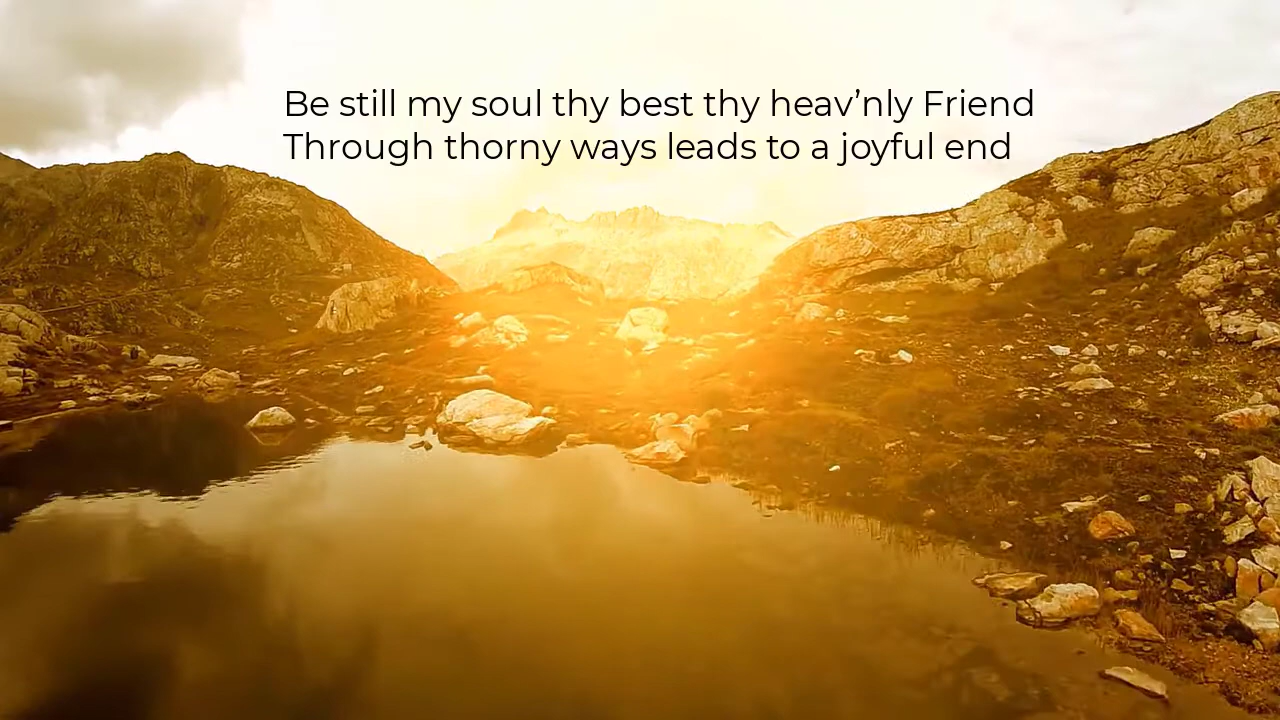 Be still my soul thy best thy heav’nly Friend
Through thorny ways leads to a joyful end